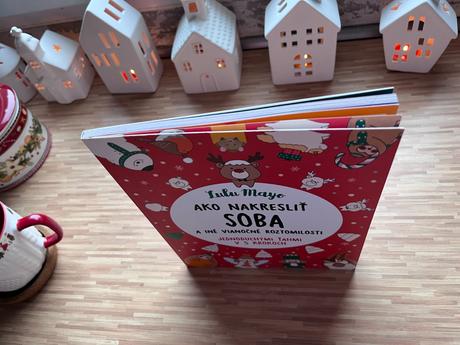 Lulu Mayo
AKO NAKRESLIŤ
SOBA
A INÉ VIANOČNÉ ROZTOMILOSTI
JEDNODUCHÝMI ŤAHMI
V 5 KROKOCH